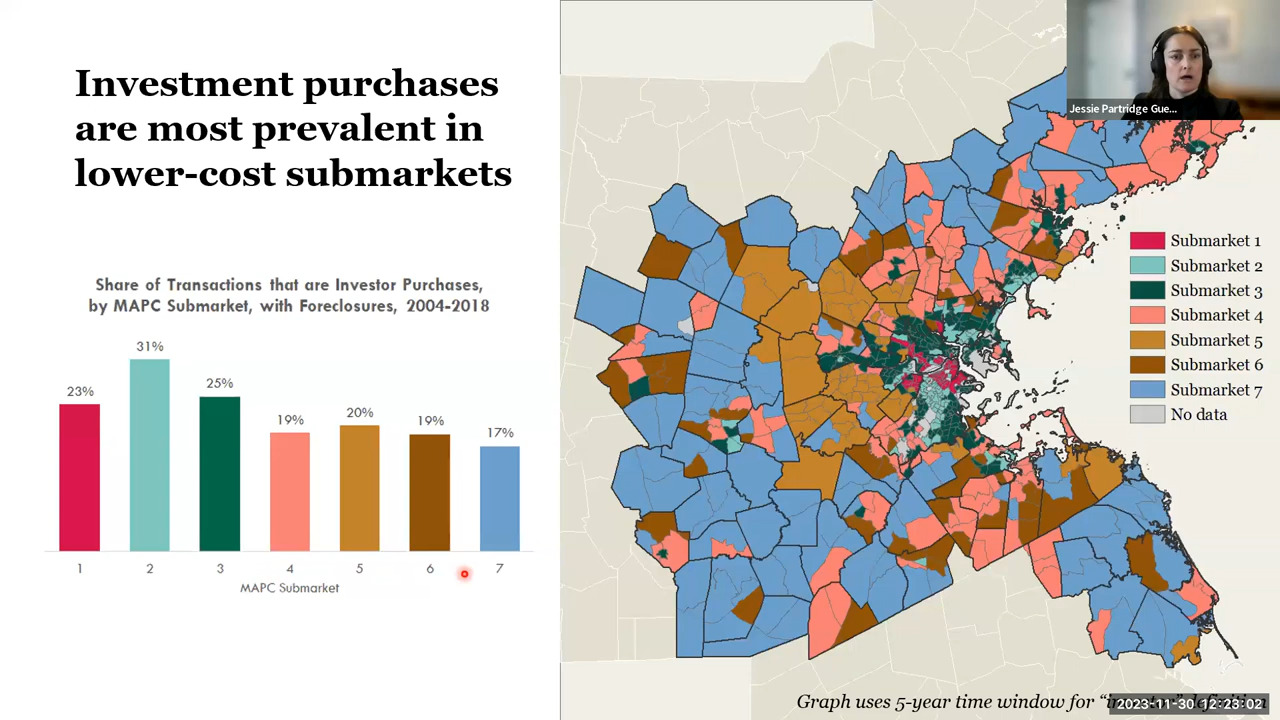 Investment purchases
are most prevalent in
lower-cost submarkets
Share of Transactions that are Investor Purchases,
by MAPC Submarket, with Foreclosures, 2004-2018
23%
31%
25%
19%
20%
19%
17%
1
2
3
4
5
6
7
MAPC Submarket
Jessie Partridge Gue...
Submarket 1
Submarket 2
Submarket 3
Submarket 4
Submarket 5
Submarket 6
Submarket 7
No data
Graph uses 5-year time window for
2023-11-30 12:23:02